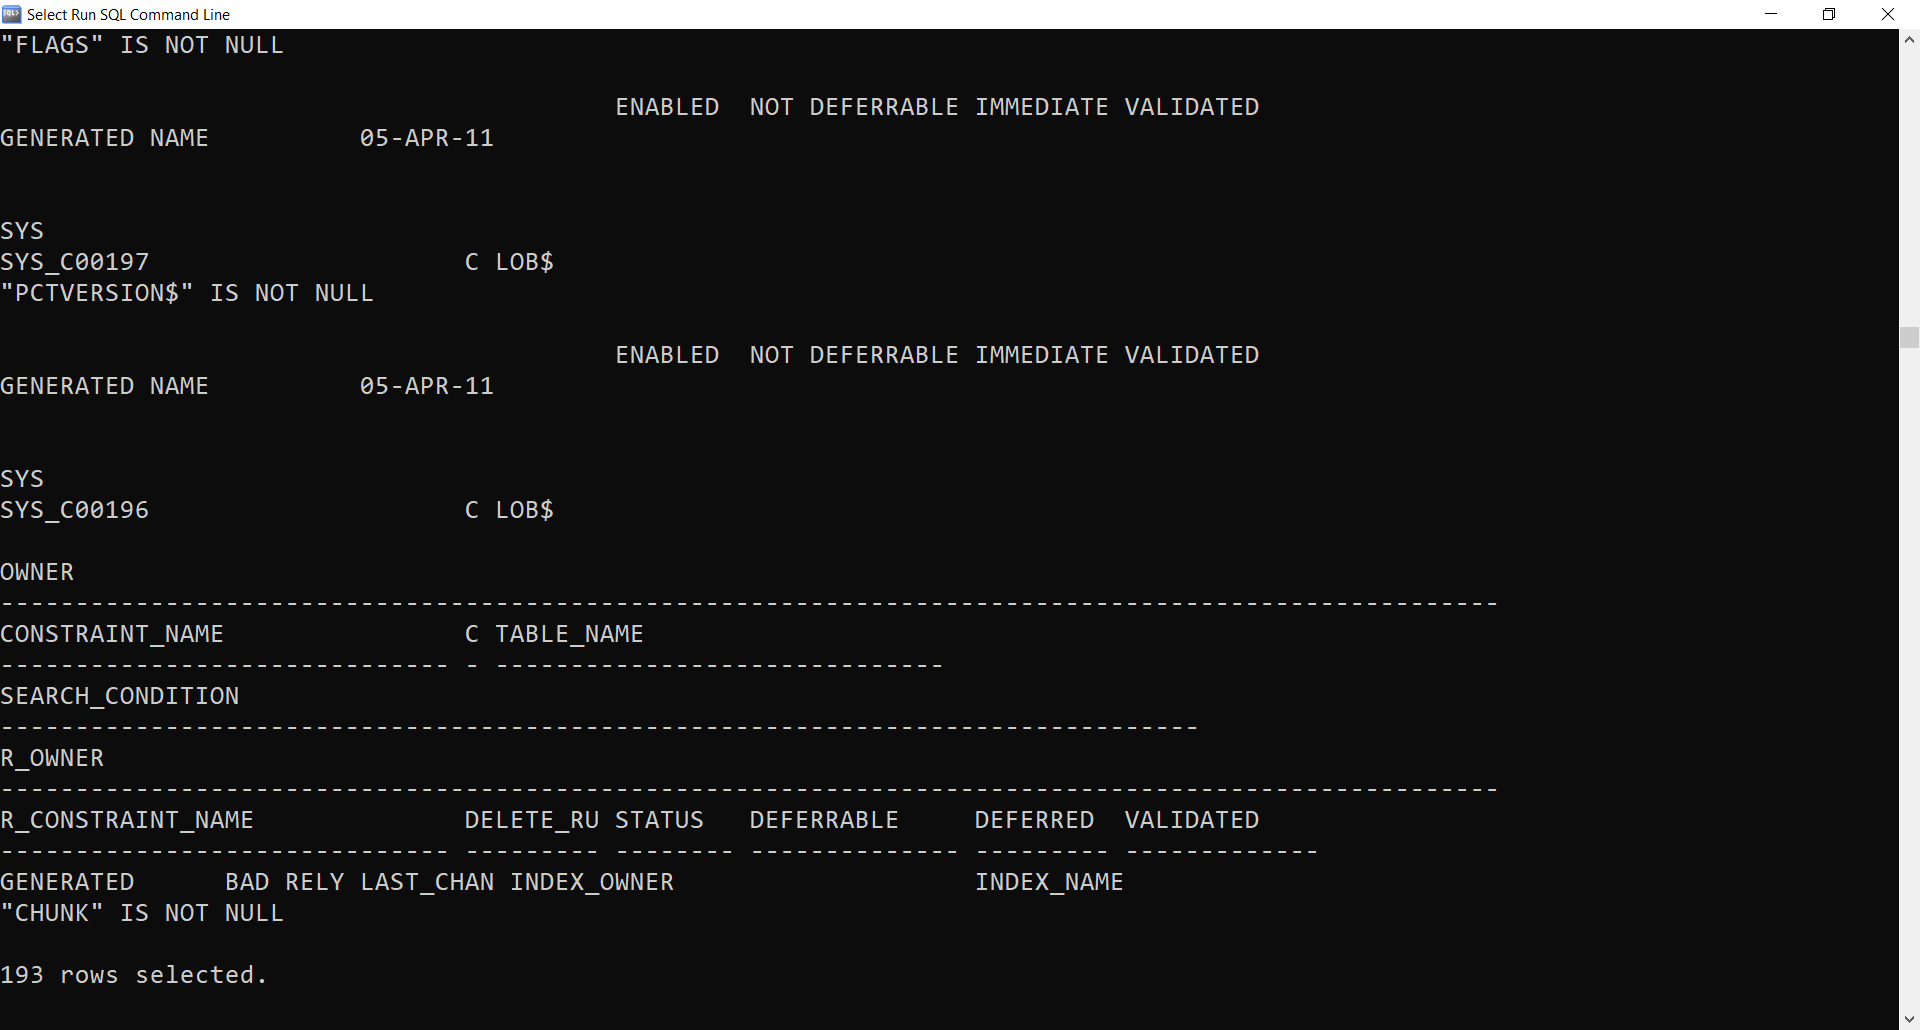 Select Run SQL Command Line
"FLAGS" IS NOT NULL
ENABLED  NOT DEFERRABLE IMMEDIATE VALIDATED
GENERATED NAME          05-APR-11
SYS
SYS_C00197                     C LOB$
"PCTVERSION$" IS NOT NULL
ENABLED  NOT DEFERRABLE IMMEDIATE VALIDATED
GENERATED NAME          05-APR-11
SYS
SYS_C00196                     C LOB$
OWNER
----------------------------------------------------------------------------------------------------
CONSTRAINT_NAME                C TABLE_NAME
------------------------------ - ------------------------------
SEARCH_CONDITION
--------------------------------------------------------------------------------
R_OWNER
----------------------------------------------------------------------------------------------------
R_CONSTRAINT_NAME              DELETE_RU STATUS   DEFERRABLE     DEFERRED  VALIDATED
------------------------------ --------- -------- -------------- --------- -------------
GENERATED      BAD RELY LAST_CHAN INDEX_OWNER                    INDEX_NAME
"CHUNK" IS NOT NULL
193 rows selected.